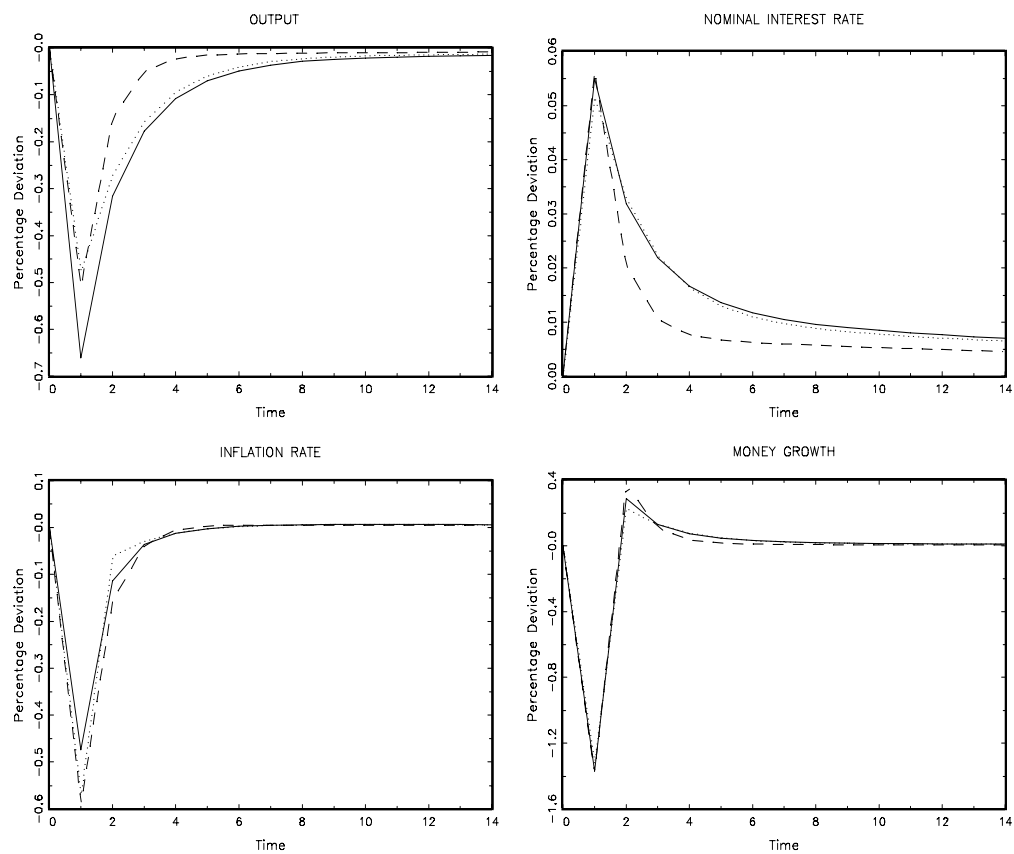 OUTPUT
Percentage Deviation
-0.0
-0.1
-0.2
-0.3
-0.4
-0.5
-0.6
-0.7
0 2 4 6 8 10 12 14
Time
NOMINAL INTEREST RATE
Percentage Deviation
0.06
0.05
0.04
0.03
0.02
0.01
0.00
0 2 4 6 8 10 12 14
Time
INFLATION RATE
Percentage Deviation
0.1
-0.0
-0.1
-0.2
-0.3
-0.4
-0.5
-0.6
0 2 4 6 8 10 12 14
Time
MONEY GROWTH
Percentage Deviation
0.4
-0.0
-0.4
-0.8
-1.2
-1.6
0 2 4 6 8 10 12 14
Time